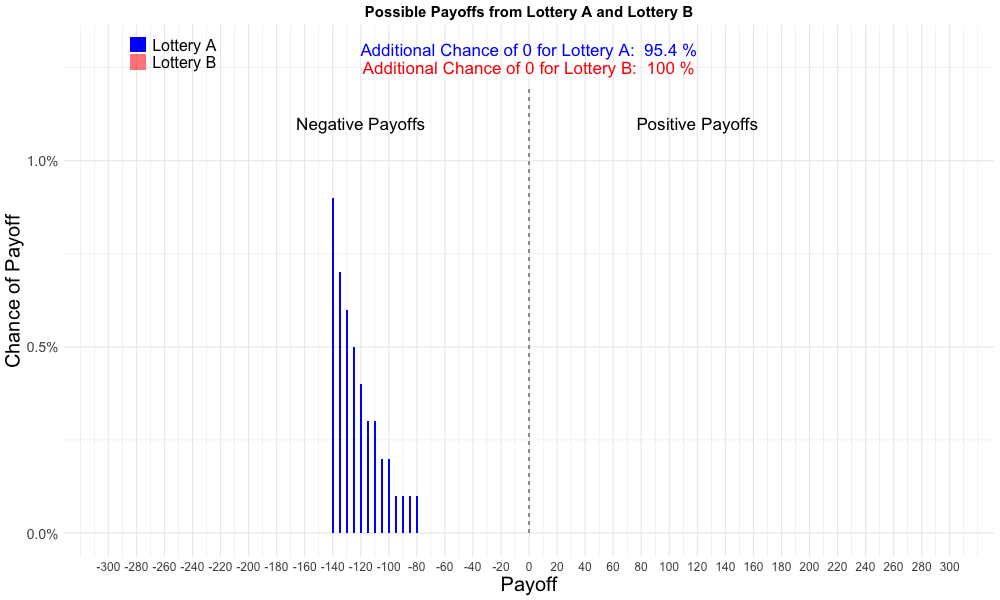 Possible Payoffs from Lottery A and Lottery B
Lottery A
Lottery B
Additional Chance of 0 for Lottery A:  95.4 %
Additional Chance of 0 for Lottery B:  100 %
Negative Payoffs
Positive Payoffs
Chance of Payoff
1.0%
0.5%
0.0%
-300 -280 -260 -240 -220 -200 -180 -160 -140 -120 -100 -80 -60 -40 -20 0 20 40 60 80 100 120 140 160 180 200 220 240 260 280 300
Payoff